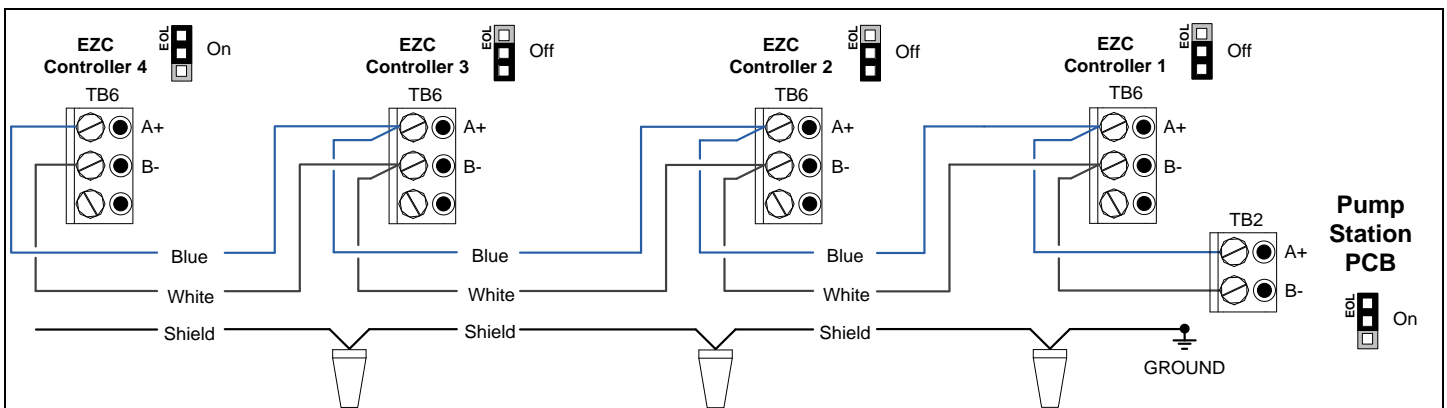 EZC
Controller 4
EOL
On
TB6
A+
B-
EZC
Controller 3
EOL
Off
TB6
A+
B-
EZC
Controller 2
EOL
Off
TB6
A+
B-
EZC
Controller 1
EOL
Off
TB6
A+
B-
TB2
A+
B-
Pump
Station
PCB
EOL
On
Blue
Blue
Blue
White
White
White
Shield
Shield
Shield
GROUND